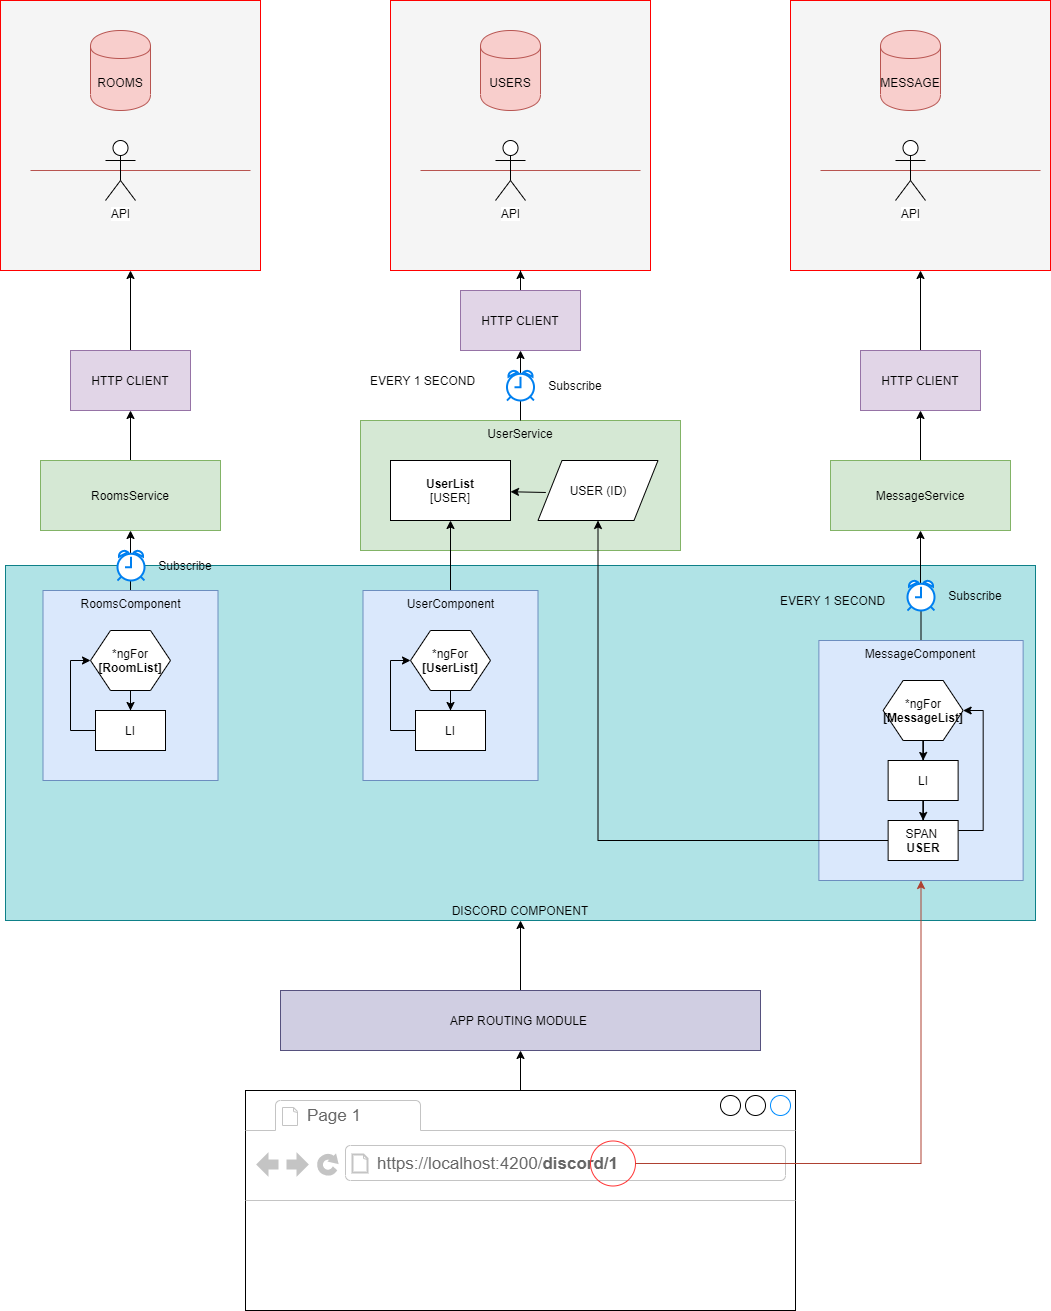 ROOMS
USERS
MESSAGE
API
API
API
HTTP CLIENT
HTTP CLIENT
HTTP CLIENT
EVERY 1 SECOND
Subscribe
UserService
UserList
[USER]
USER (ID)
RoomsService
MessageService
Subscribe
EVERY 1 SECOND
Subscribe
RoomsComponent
*ngFor
[RoomList]
LI
UserComponent
*ngFor
[UserList]
LI
MessageComponent
*ngFor
[MessageList]
LI
SPAN
USER
DISCORD COMPONENT
APP ROUTING MODULE
Page 1
https://localhost:4200/discord/1